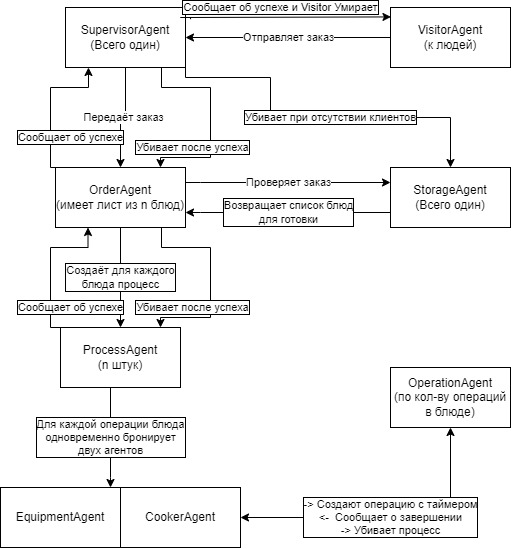 Сообщает об успехе и Visitor Умирает
SupervisorAgent
(Всего один)
VisitorAgent
(к людей)
Отправляет заказ
Передаёт заказ
Убивает при отсутствии клиентов
Сообщает об успехе
Убивает после успеха
OrderAgent
(имеет лист из n блюд)
Проверяет заказ
StorageAgent
(Всего один)
Возвращает список блюд
для готовки
Создаёт для каждого
блюда процесс
Сообщает об успехе
Убивает после успеха
ProcessAgent
(n штук)
OperationAgent
(по кол-ву операций
в блюде)
Для каждой операции блюда
одновременно бронирует
двух агентов
EquipmentAgent
CookerAgent
-> Создают операцию с таймером
<- Сообщает о завершении
-> Убивает процесс